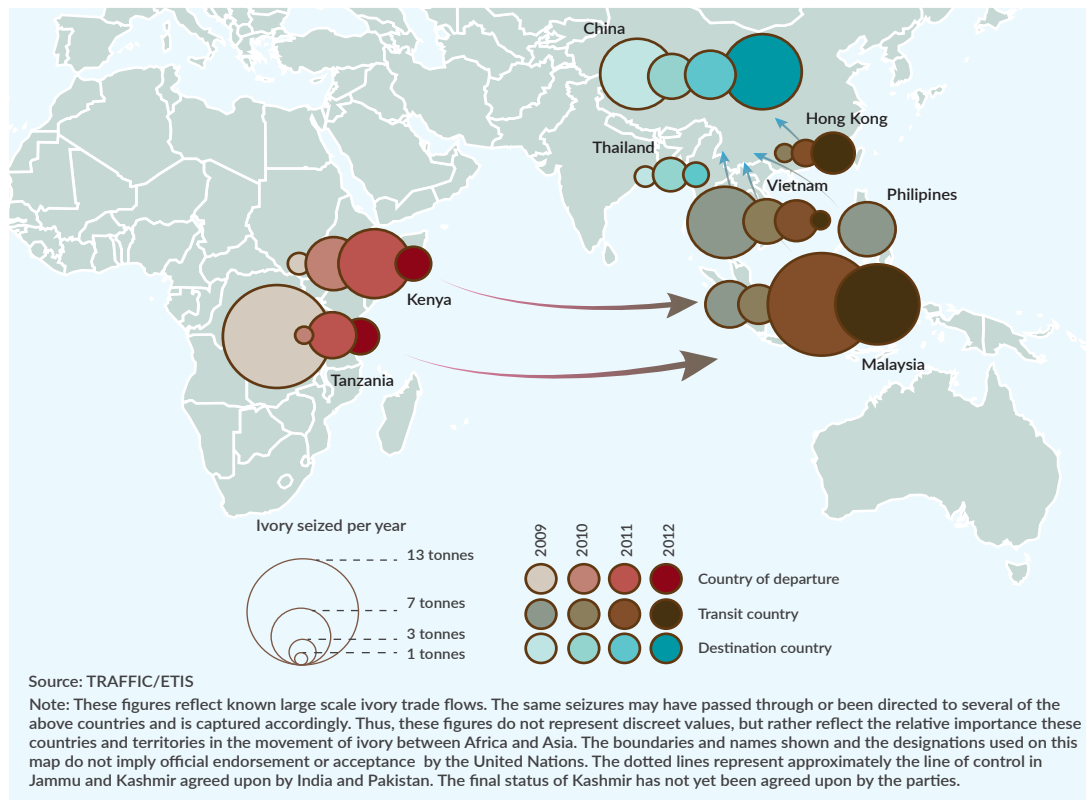 China
Hong Kong
Thailand
Vietnam
Philipines
Kenya
Malaysia
Tanzania
Ivory seized per year
13 tonnes
7 tonnes
3 tonnes
1 tonnes
2009
2010
2011
2012
Country of departure
Transit country
Destination country
Source: TRAFFIC/ETIS
Note: These figures reflect known large scale ivory trade flows. The same seizures may have passed through or been directed to several of the
above countries and is captured accordingly. Thus, these figures do not represent discreet values, but rather reflect the relative importance these
countries and territories in the movement of ivory between Africa and Asia. The boundaries and names shown and the designations used on this
map do not imply official endorsement or acceptance by the United Nations. The dotted lines represent approximately the line of control in
Jammu and Kashmir agreed upon by India and Pakistan. The final status of Kashmir has not yet been agreed upon by the parties.